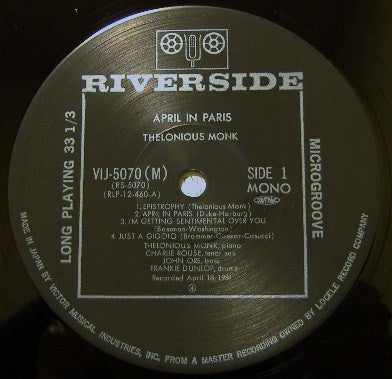 RIVERSIDE
APRIL IN PARIS
THELONIOUS MONK
VIJ-5070 (M)
(RS-5070)
(RLP-12-460-A)
SIDE 1
MONO
1. EPISTROPHY (Thelonious Monk)
2. APRIL IN PARIS (Duke-Harburg)
3. I'M GETTING SENTIMENTAL OVER YOU
(Bassman-Washington)
4. JUST A GIGOLO (Brammer-Caesar-Casucci)
THELONIOUS MONK, piano
CHARLIE ROUSE, tenor sax
JOHN ORE, bass
FRANKIE DUNLOP, drums
Recorded April 18, 1961
LONG PLAYING 33 1/3
MICROGROOVE
MADE IN JAPAN BY VICTOR MUSICAL INDUSTRIES, INC. FROM A MASTER RECORDING OWNED BY
RECORD COMPANY